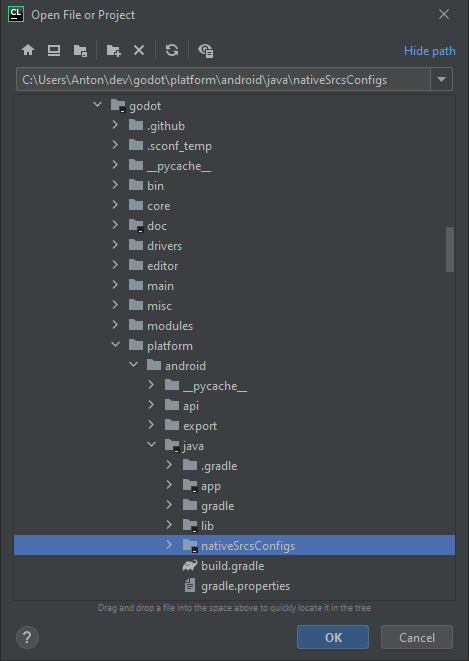 CL Open File or Project
Hide path
C:\Users\Anton\dev\godot\platform\android\java\nativeSrcsConfigs
godot
.github
.sconf_temp
__pycache__
bin
core
doc
drivers
editor
main
misc
modules
platform
android
__pycache__
api
export
java
.gradle
app
gradle
lib
nativeSrcsConfigs
build.gradle
gradle.properties
Drag and drop a file into the space above to quickly locate it in the tree
? OK Cancel